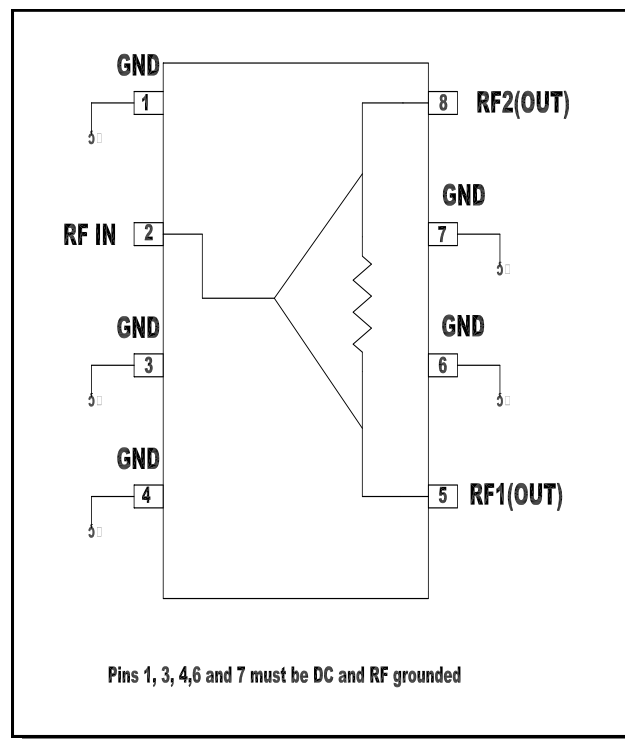 GND
1
8
RF2(OUT)
RF IN
2
GND
7
GND
3
GND
6
GND
4
5
RF1(OUT)
Pins 1, 3, 4,6 and 7 must be DC and RF grounded